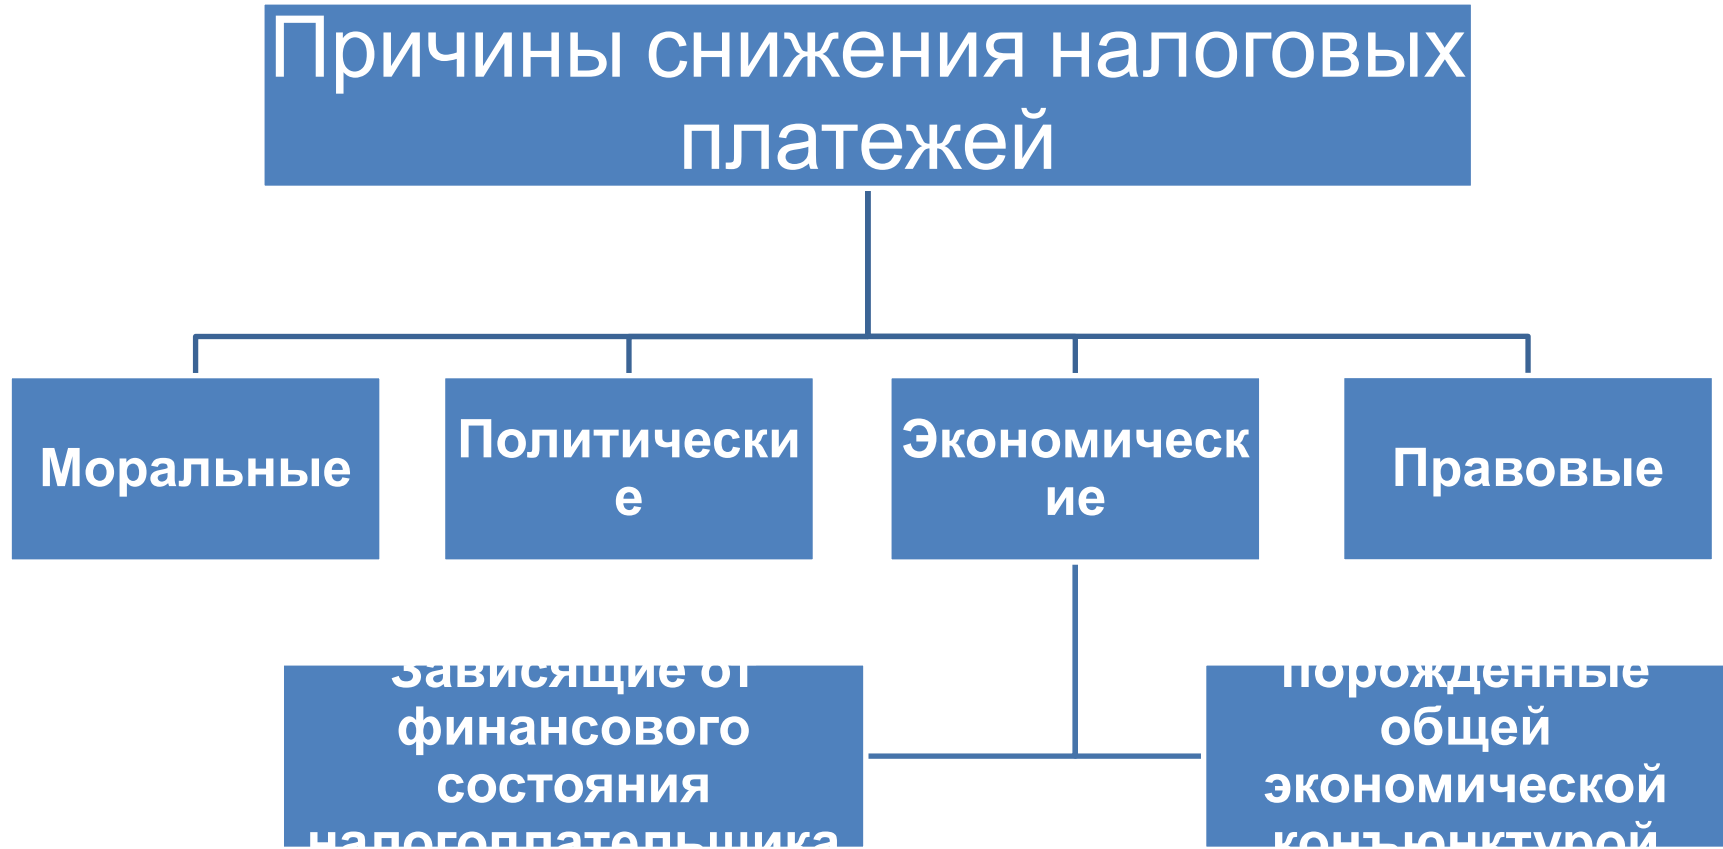 Причины снижения налоговых
платежей
Моральные
Политически
е
Экономическ
ие
Правовые
Зависящие от
финансового
состояния
налогоплательщика
порожденные
общей
экономической
конъюнктурой